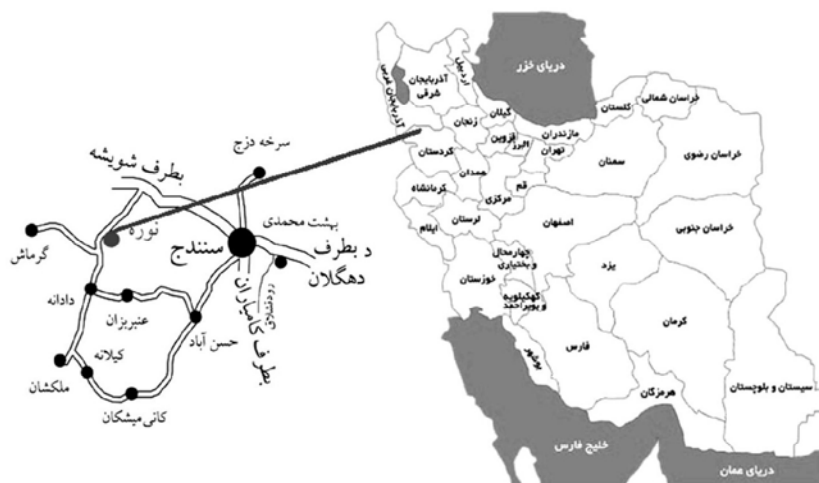 سرخه دزج
بطرف شویشه
بهشت محمدی
نوره
سنندج
د بطرف
دهگلان
گرماش
دادانه
عنبربزان
حسن آباد
بطرف کامیاران
رودقشلاق
ملکشان
کیلانه
کانی میشکان
دریای خزر
آذربایجان غربی
آذربایجان
شرقی
اردبیل
گیلان
زنجان
قزوین
البرز
مازندران
تهران
گلستان
خراسان شمالی
خراسان رضوی
سمنان
کردستان
همدان
کرمانشاه
مرکزی
قم
لرستان
ایلام
اصفهان
خراسان جنوبی
چهارمحال
و بختیاری
یزد
خوزستان
کهکیلویه
و بویراحمد
فارس
کرمان
بوشهر
هرمزگان
سیستان و بلوچستان
خلیج فارس
دریای عمان